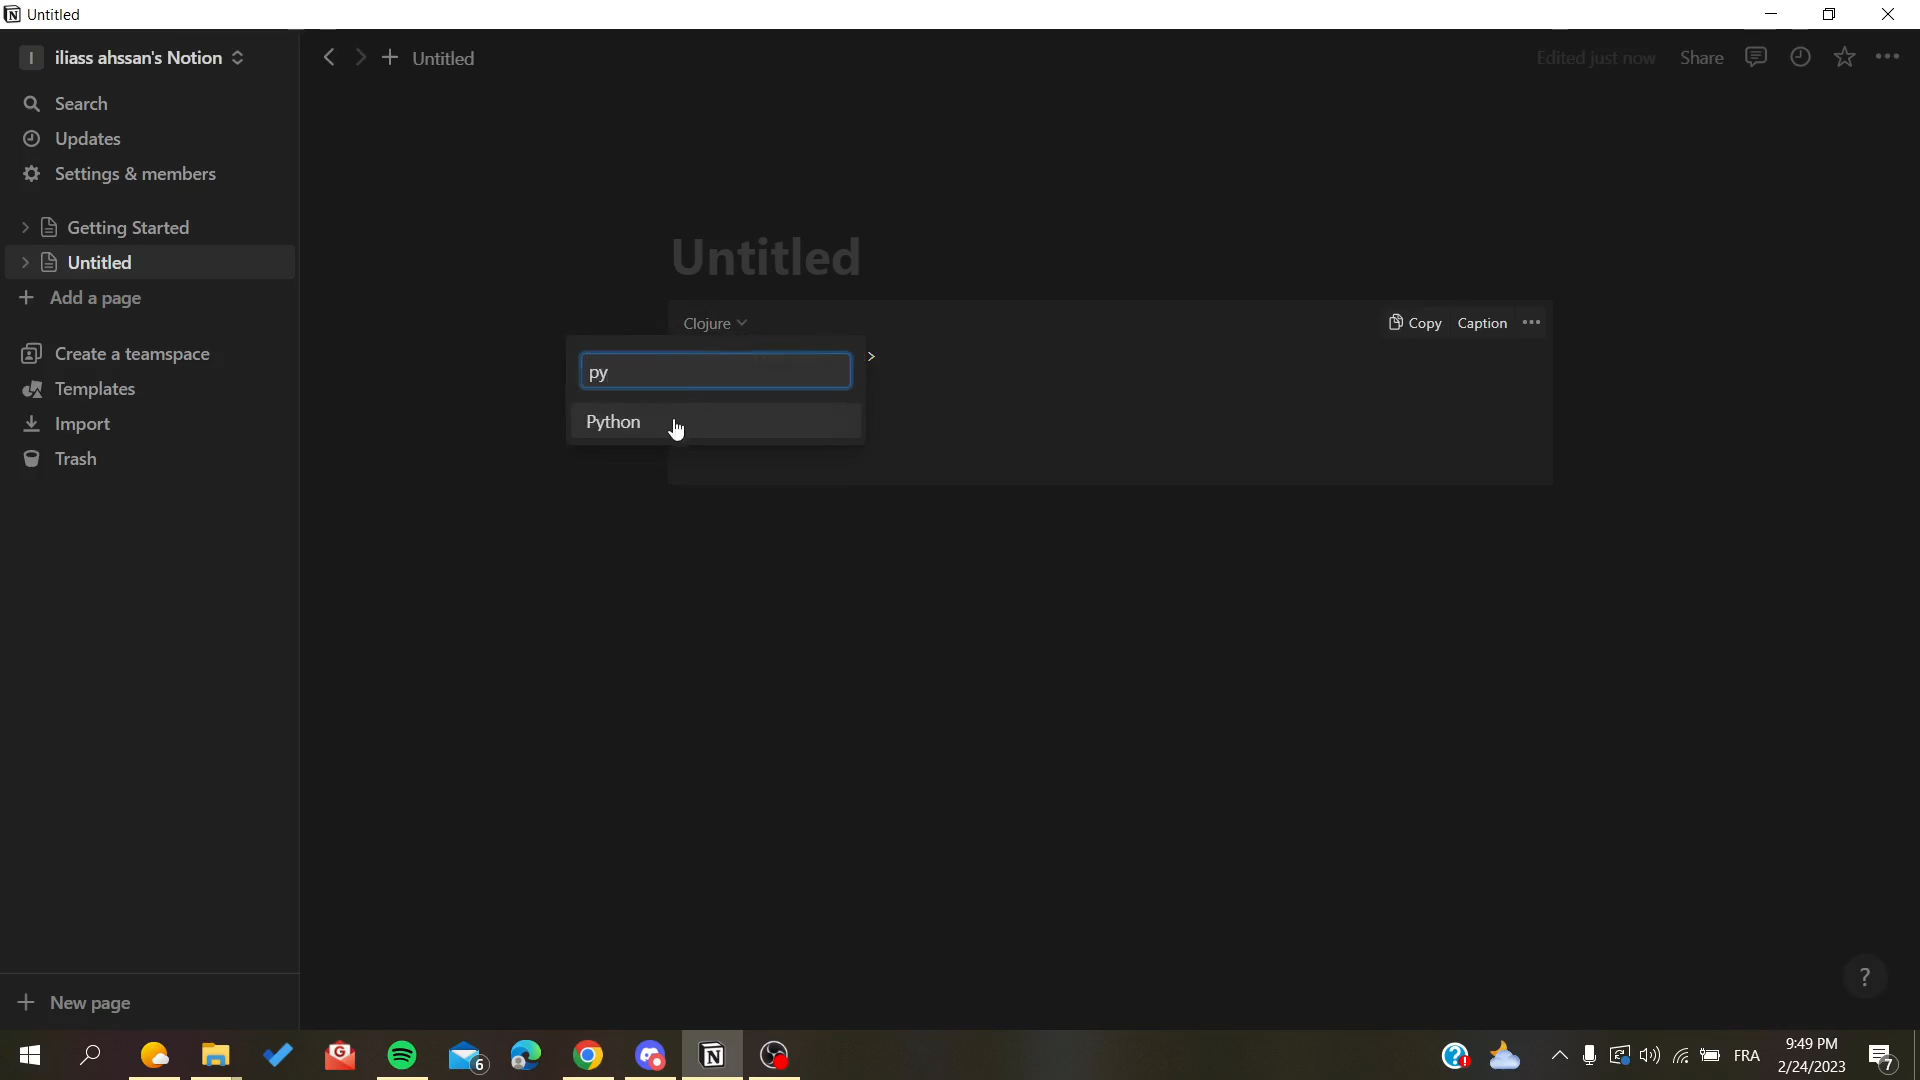 Untitled
I iliass ahssan's Notion
Search
Updates
Settings & members
Getting Started
Untitled
Add a page
Create a teamspace
Templates
Import
Trash
New page
Untitled
Edited just now Share
Untitled
Clojure
Copy Caption
>
py
Python
?
6
FRA
9:49 PM
2/24/2023
7